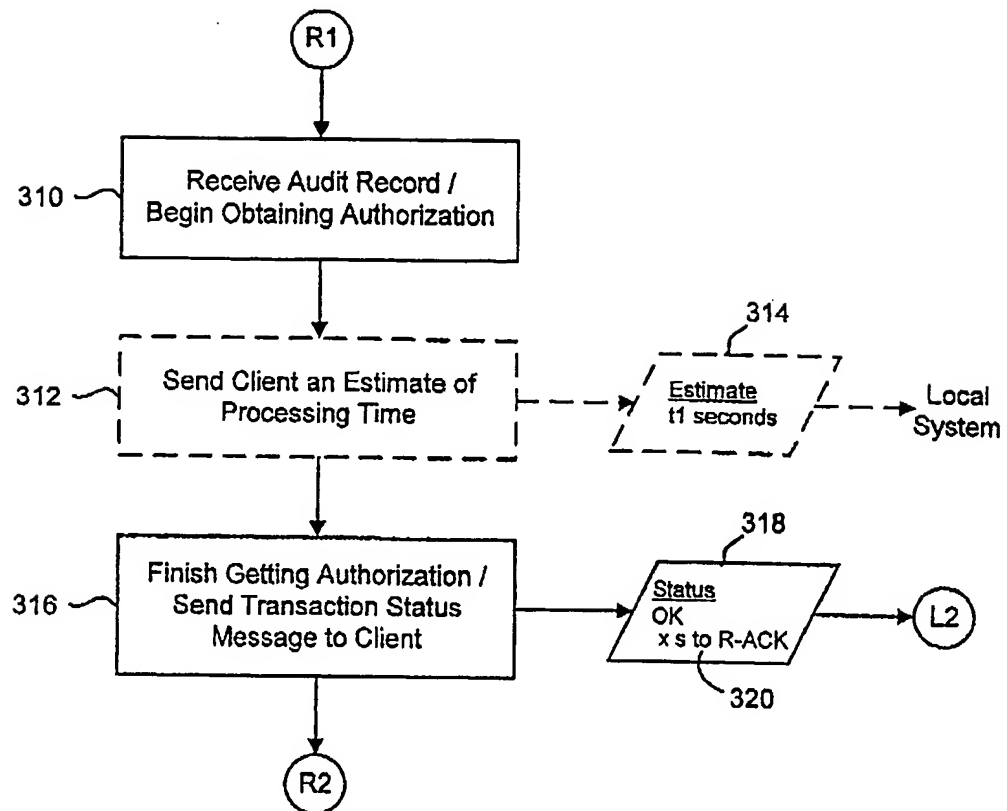 R1
310
Receive Audit Record /
Begin Obtaining Authorization
314
312
Send Client an Estimate of
Processing Time
Estimate
t1 seconds
Local
System
318
316
Finish Getting Authorization /
Send Transaction Status
Message to Client
Status
OK
x s to R-ACK
L2
320
R2